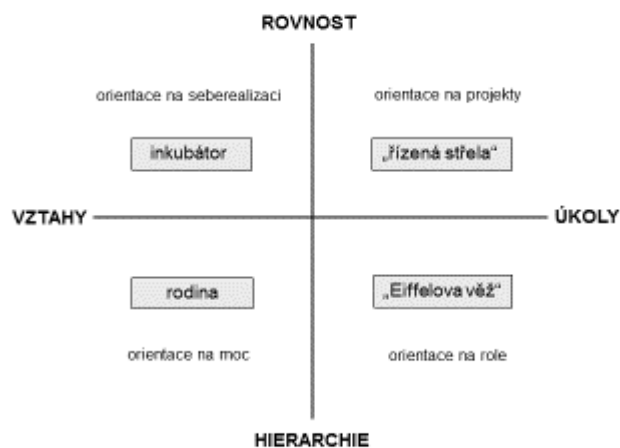 ROVNOST
orientace na seberealizaci
orientace na projekty
inkubátor
„řízená střela“
VZTAHY
ÚKOLY
rodina
„Eiffelova věž“
orientace na moc
orientace na role
HIERARCHIE